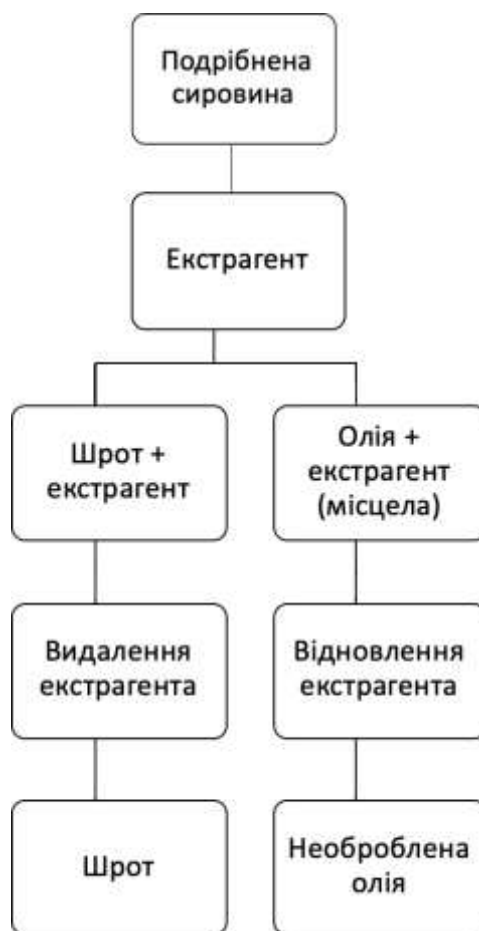 Подрібнена
сировина
Екстрагент
Шрот +
екстрагент
Олія +
екстрагент
(місцела)
Видалення
екстрагента
Відновлення
екстрагента
Шрот
Необроблена
олія